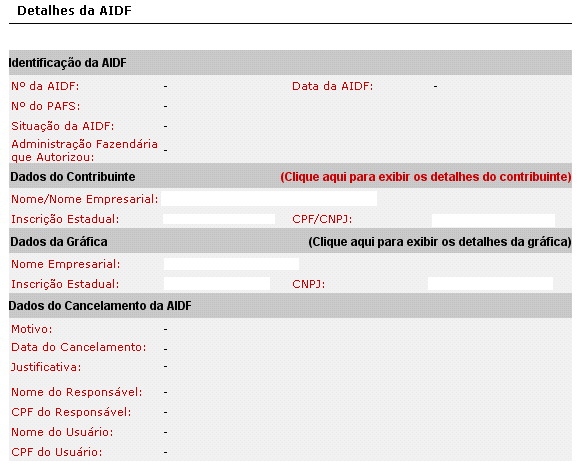 Detalhes da AIDF
Identificação da AIDF
Nº da AIDF: - Data da AIDF: -
Nº do PAFS: -
Situação da AIDF: -
Administração Fazendária
que Autorizou: -
Dados do Contribuinte (Clique aqui para exibir os detalhes do contribuinte)
Nome/Nome Empresarial:
Inscrição Estadual: CPF/CNPJ:
Dados da Gráfica (Clique aqui para exibir os detalhes da gráfica)
Nome Empresarial:
Inscrição Estadual: CNPJ:
Dados do Cancelamento da AIDF
Motivo: -
Data do Cancelamento: -
Justificativa: -
Nome do Responsável: -
CPF do Responsável: -
Nome do Usuário: -
CPF do Usuário: -